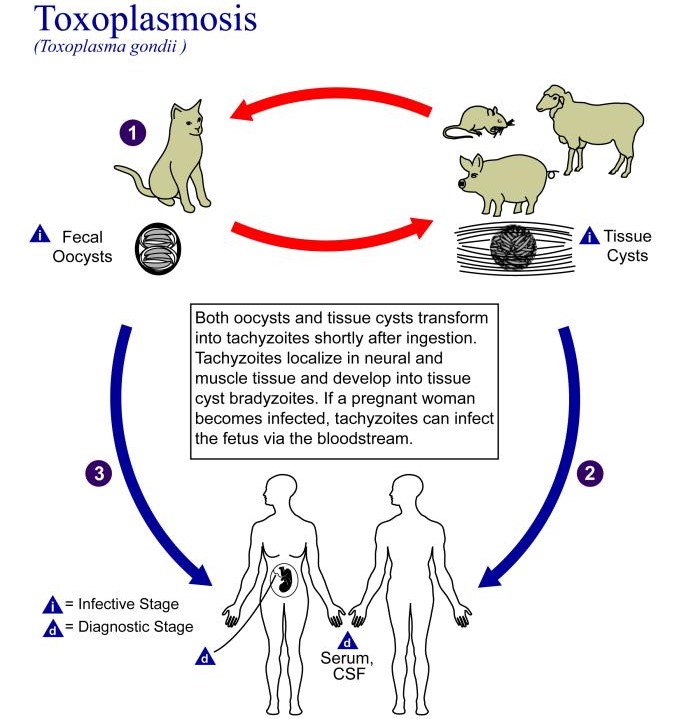 Toxoplasmosis
(Toxoplasma gondii )
1
i Fecal
Oocysts
i Tissue
Cysts
Both oocysts and tissue cysts transform
into tachyzoites shortly after ingestion.
Tachyzoites localize in neural and
muscle tissue and develop into tissue
cyst bradyzoites. If a pregnant woman
becomes infected, tachyzoites can infect
the fetus via the bloodstream.
3
2
i = Infective Stage
d = Diagnostic Stage
d
d
Serum,
CSF